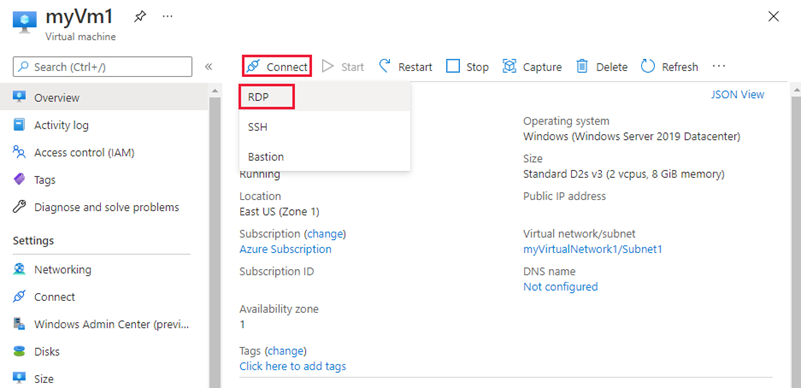 myVm1
...
Virtual machine
Search (Ctrl+/)
«
Overview
Activity log
Access control (IAM)
Tags
Diagnose and solve problems
Settings
Networking
Connect
Windows Admin Center (previ...
Disks
Size
Connect
Start
Restart
Stop
Capture
Delete
Refresh
...
RDP
SSH
Bastion
JSON View
Running
Location
East US (Zone 1)
Subscription (change)
Azure Subscription
Subscription ID
Availability zone
1
Tags (change)
Click here to add tags
Operating system
Windows (Windows Server 2019 Datacenter)
Size
Standard D2s v3 (2 vcpus, 8 GiB memory)
Public IP address
Virtual network/subnet
myVirtualNetwork1/Subnet1
DNS name
Not configured